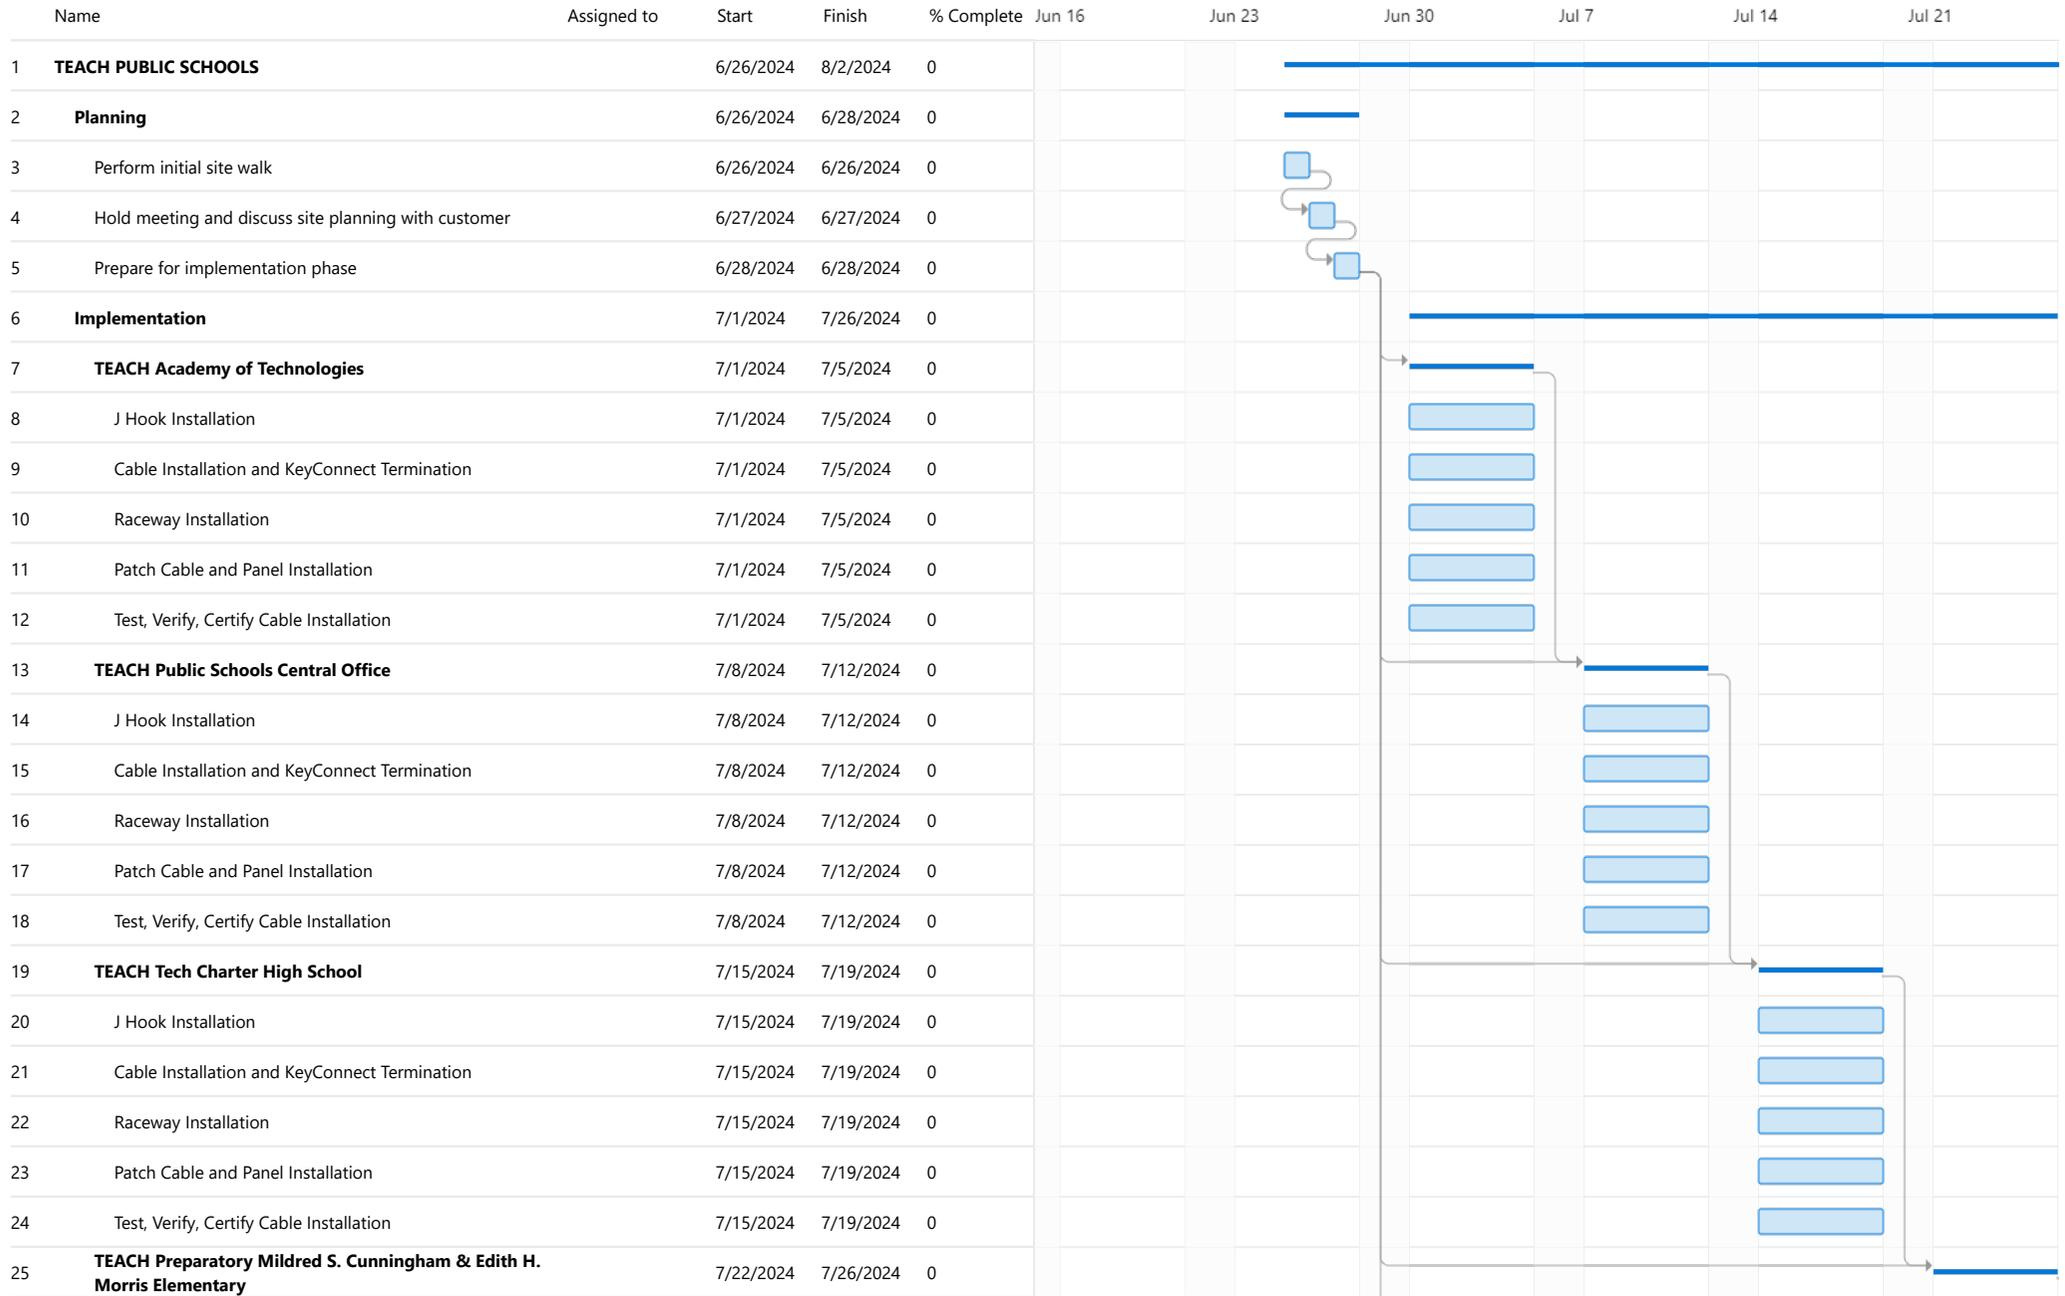 Name Assigned to Start Finish % Complete Jun 16 Jun 23 Jun 30 Jul 7 Jul 14 Jul 21
1 TEACH PUBLIC SCHOOLS 6/26/2024 8/2/2024 0
2 Planning 6/26/2024 6/28/2024 0
3 Perform initial site walk 6/26/2024 6/26/2024 0
4 Hold meeting and discuss site planning with customer 6/27/2024 6/27/2024 0
5 Prepare for implementation phase 6/28/2024 6/28/2024 0
6 Implementation 7/1/2024 7/26/2024 0
7 TEACH Academy of Technologies 7/1/2024 7/5/2024 0
8 J Hook Installation 7/1/2024 7/5/2024 0
9 Cable Installation and KeyConnect Termination 7/1/2024 7/5/2024 0
10 Raceway Installation 7/1/2024 7/5/2024 0
11 Patch Cable and Panel Installation 7/1/2024 7/5/2024 0
12 Test, Verify, Certify Cable Installation 7/1/2024 7/5/2024 0
13 TEACH Public Schools Central Office 7/8/2024 7/12/2024 0
14 J Hook Installation 7/8/2024 7/12/2024 0
15 Cable Installation and KeyConnect Termination 7/8/2024 7/12/2024 0
16 Raceway Installation 7/8/2024 7/12/2024 0
17 Patch Cable and Panel Installation 7/8/2024 7/12/2024 0
18 Test, Verify, Certify Cable Installation 7/8/2024 7/12/2024 0
19 TEACH Tech Charter High School 7/15/2024 7/19/2024 0
20 J Hook Installation 7/15/2024 7/19/2024 0
21 Cable Installation and KeyConnect Termination 7/15/2024 7/19/2024 0
22 Raceway Installation 7/15/2024 7/19/2024 0
23 Patch Cable and Panel Installation 7/15/2024 7/19/2024 0
24 Test, Verify, Certify Cable Installation 7/15/2024 7/19/2024 0
TEACH Preparatory Mildred S. Cunningham & Edith H.
25 Morris Elementary 7/22/2024 7/26/2024 0